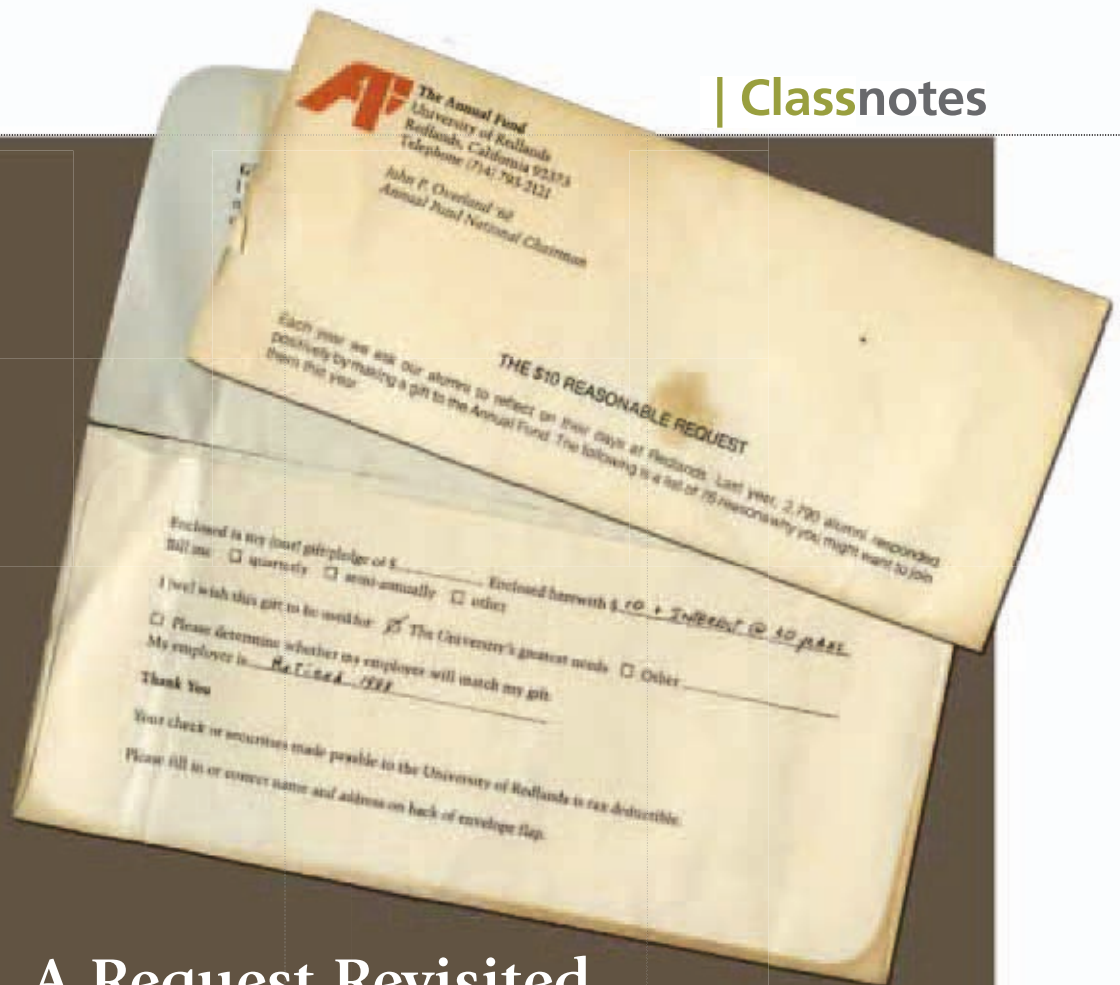 | Classnotes
The Annual Fund
University of Redlands
Redlands, California 92373
Telephone (714) 793-2121
John P. Overland '60
Annual Fund National Chairman
THE $10 REASONABLE REQUEST
Each year we ask our alumni to reflect on their days at Redlands. Last year, 2,790 alumni responded
positively by making a gift to the Annual Fund. The following is a list of 76 reasons why you might want to join
them this year.
Enclosed is my (our) gift/pledge of $ Enclosed herewith $ 10 + INTEREST @ 20
Bill me □ quarterly □ semi-annually □ other
I (we) wish this gift to be used for The University's greatest needs □ Other
□ Please determine whether my employer will match my gift.
My employer is Retired 1988
Thank You
Your check or securities made payable to the University of Redlands is tax deductible.
Please fill in or correct name and address on back of envelope flap.
A Request Revisited